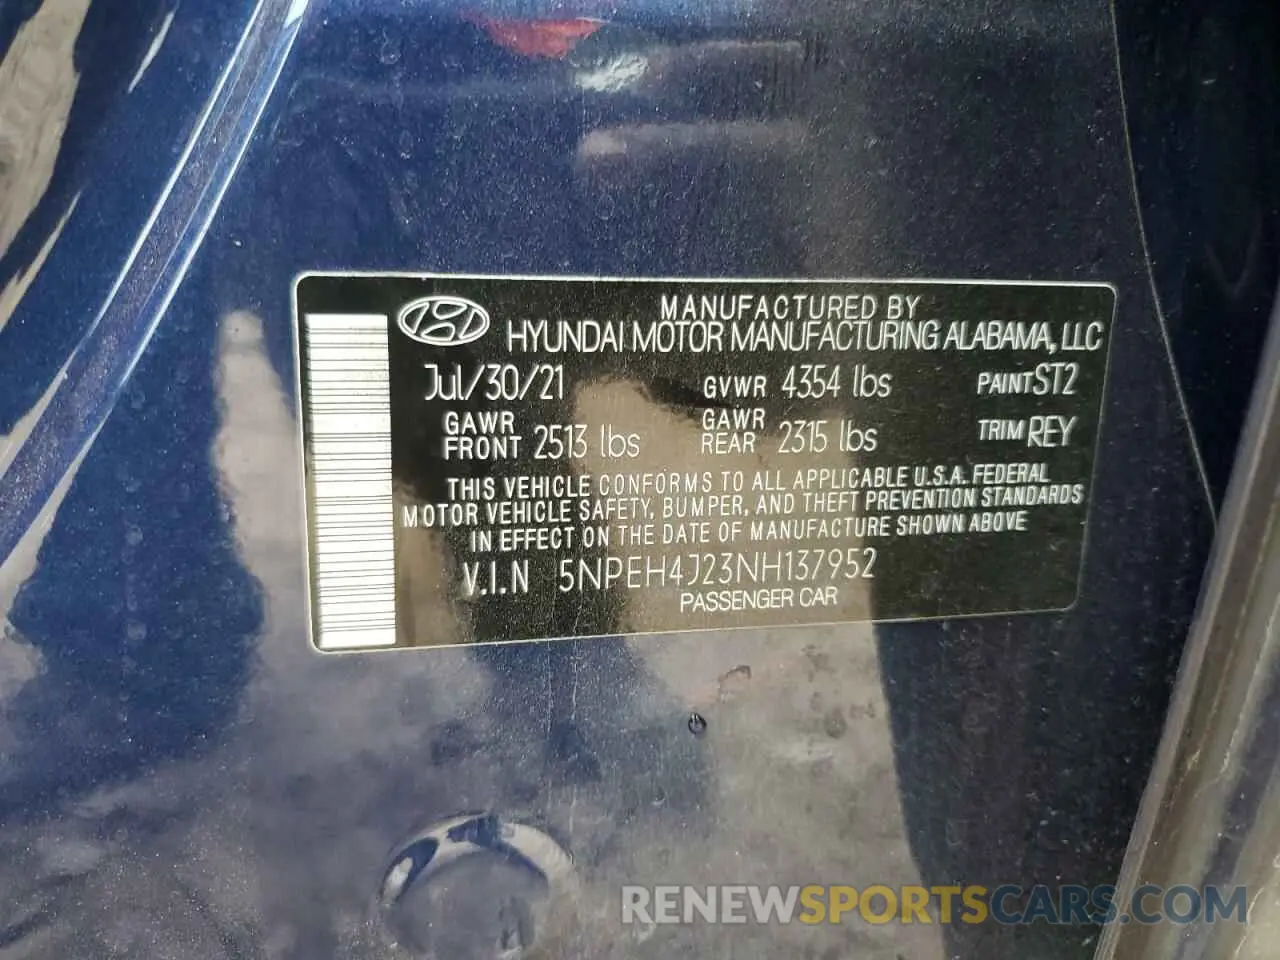 MANUFACTURED BY
HYUNDAI MOTOR MANUFACTURING ALABAMA, LLC
Jul/30/21 GVWR 4354 lbs PAINT ST2
GAWR FRONT 2513 lbs GAWR REAR 2315 lbs TRIM REY
THIS VEHICLE CONFORMS TO ALL APPLICABLE U.S.A. FEDERAL
MOTOR VEHICLE SAFETY, BUMPER, AND THEFT PREVENTION STANDARDS
IN EFFECT ON THE DATE OF MANUFACTURE SHOWN ABOVE
V.I.N 5NPEH4J23NH137952
PASSENGER CAR
RENEWSPORTSCARS.COM